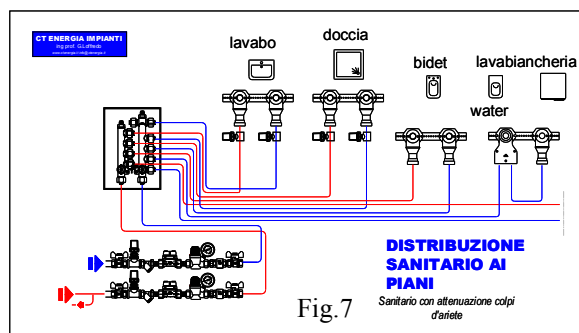 CT ENERGIA IMPIANTI
ing prof. G.Loffredo
lavabo
doccia
bidet
lavabiancheria
water
DISTRIBUZIONE
SANITARIO AI
PIANI
Sanitario con attenuazione colpi
d'ariete
Fig.7